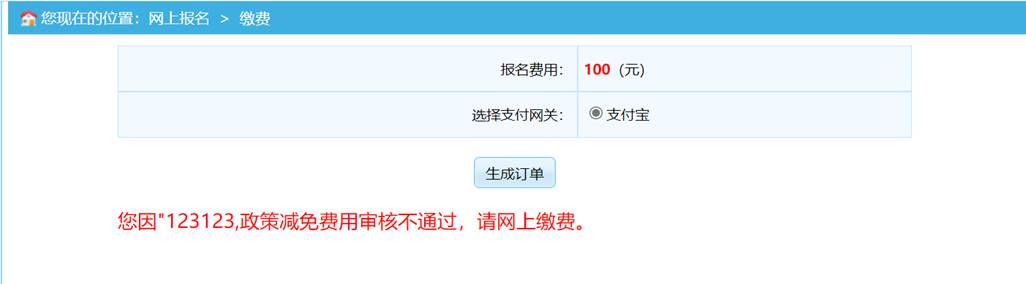 您现在的位置：网上报名 > 缴费
报名费用： 100 (元)
选择支付网关： 支付宝
生成订单
您因"123123,政策减免费用审核不通过，请网上缴费。